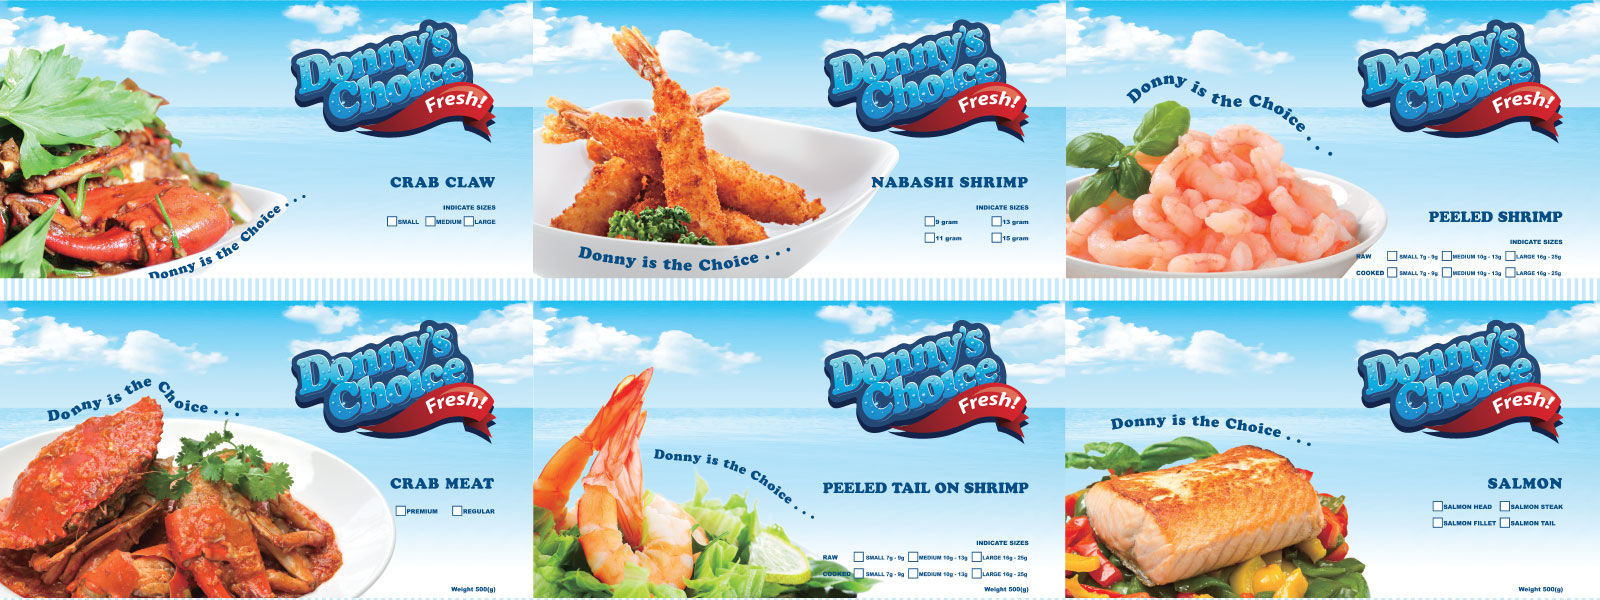 Donny's
Choice
Fresh!
CRAB CLAW
INDICATE SIZES
SMALL MEDIUM LARGE
Donny is the Choice . . .
Donny's
Choice
Fresh!
NABASHI SHRIMP
INDICATE SIZES
9 gram 13 gram
11 gram 15 gram
Donny is the Choice . . .
Donny's
Choice
Fresh!
Donny is the Choice . . .
PEELED SHRIMP
INDICATE SIZES
RAW SMALL 7g - 9g MEDIUM 10g - 13g LARGE 16g - 25g
COOKED SMALL 7g - 9g MEDIUM 10g - 13g LARGE 16g - 25g
Donny's
Choice
Fresh!
Donny is the Choice . . .
CRAB MEAT
PREMIUM REGULAR
Weight 500(g)
Donny's
Choice
Fresh!
Donny is the Choice . . .
PEELED TAIL ON SHRIMP
INDICATE SIZES
RAW SMALL 7g - 9g MEDIUM 10g - 13g LARGE 16g - 25g
COOKED SMALL 7g - 9g MEDIUM 10g - 13g LARGE 16g - 25g
Weight 500(g)
Donny's
Choice
Fresh!
Donny is the Choice . . .
SALMON
SALMON HEAD SALMON STEAK
SALMON FILLET SALMON TAIL
Weight 500(g)